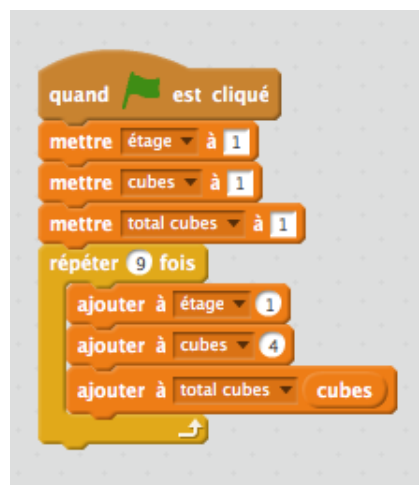 quand est cliqué
mettre étage à 1
mettre cubes à 1
mettre total cubes à 1
répéter 9 fois
ajouter à étage 1
ajouter à cubes 4
ajouter à total cubes cubes